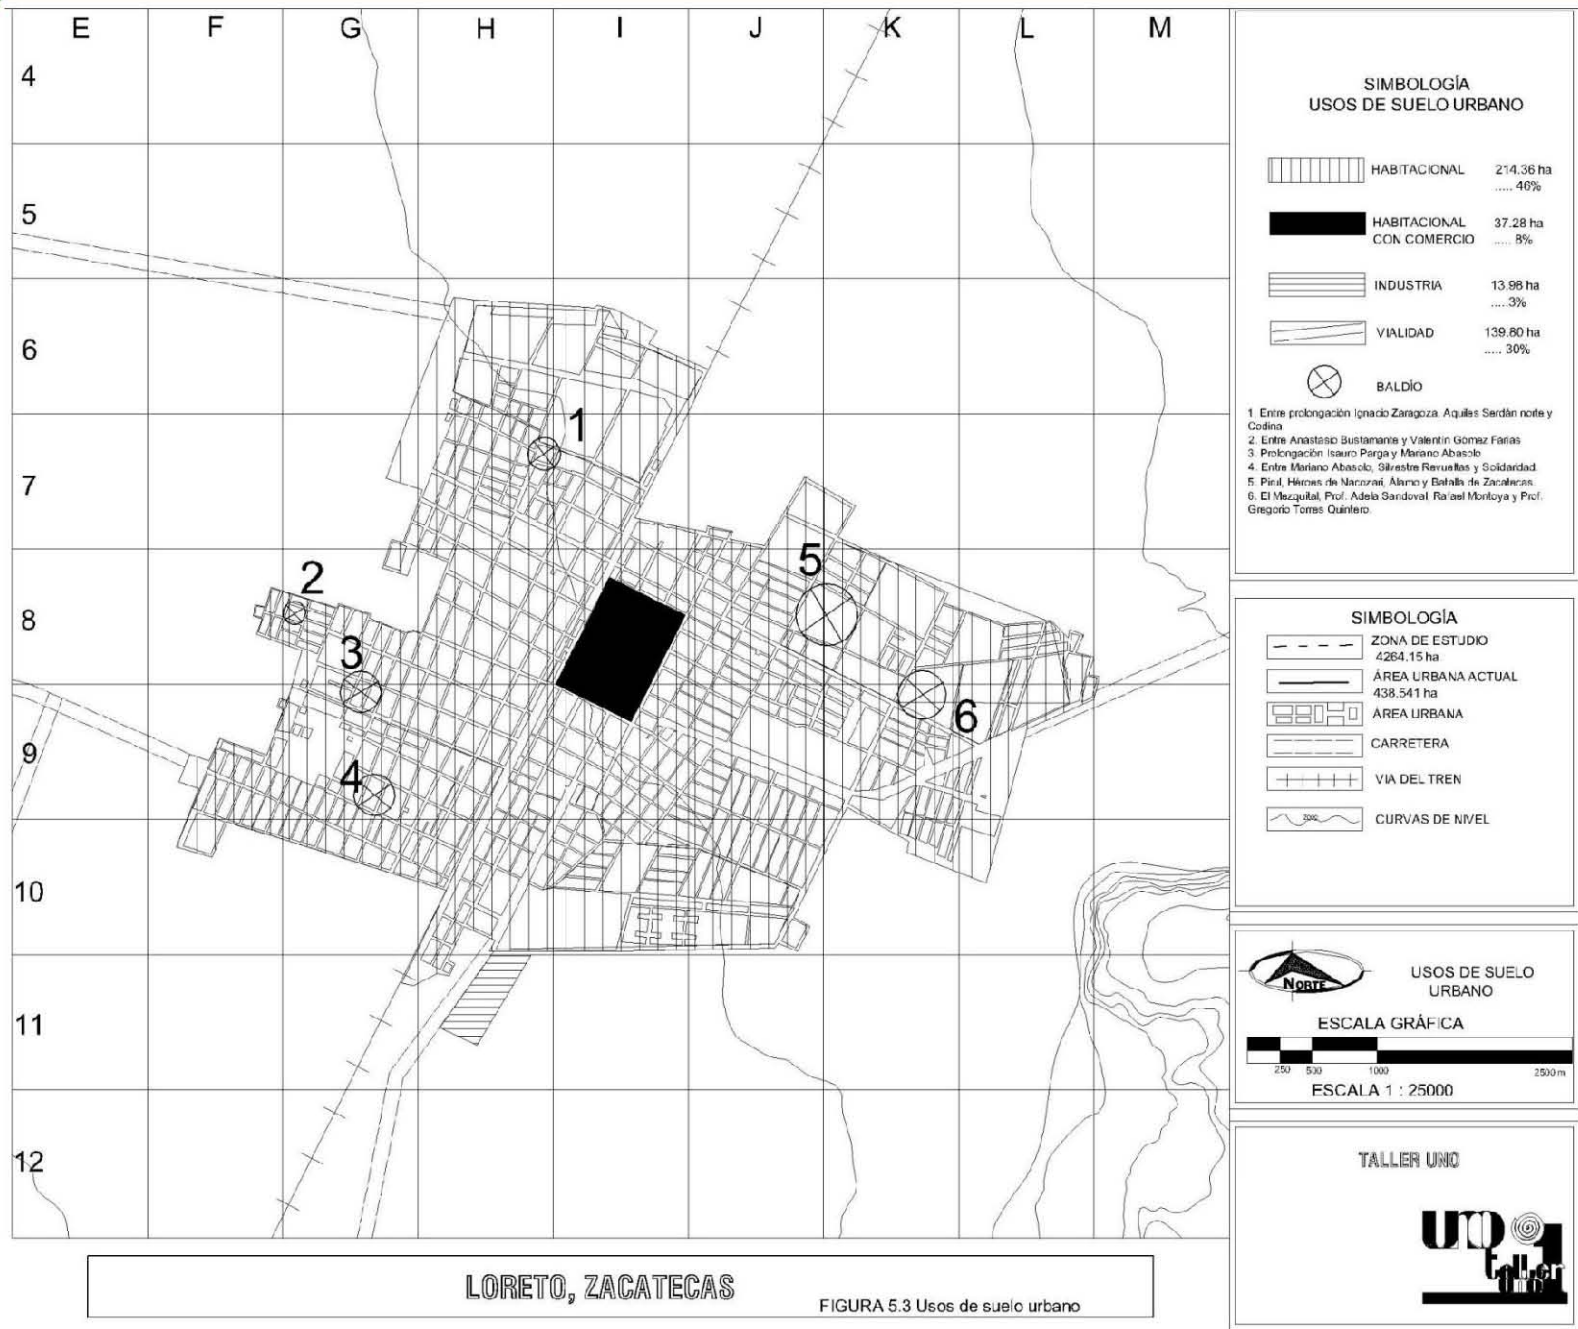 E F G H I J K L M
4
5
6
7
8
9
10
11
12
1
2
3
4
5
6
SIMBOLOGÍA
USOS DE SUELO URBANO
HABITACIONAL 214.36 ha
..... 46%
HABITACIONAL 37.28 ha
CON COMERCIO ..... 8%
INDUSTRIA 13.98 ha
.....3%
VIALIDAD 139.80 ha
..... 30%
BALDÍO
1. Entre prolongación Ignacio Zaragoza, Aquiles Serdán norte y
Codina
2. Entre Anastasio Bustamante y Valentín Gómez Farías
3. Prolongación Isauro Parga y Mariano Abasolo
4. Entre Mariano Abasolo, Silvestre Revueltas y Solidaridad.
5. Pirul, Héroes de Nacozari, Álamo y Batalla de Zacatecas.
6. El Mezquital, Prof. Adela Sandoval, Rafael Montoya y Prof.
Gregorio Torres Quintero.
SIMBOLOGÍA
ZONA DE ESTUDIO
4264.15 ha
ÁREA URBANA ACTUAL
438.541 ha
ÁREA URBANA
CARRETERA
VIA DEL TREN
CURVAS DE NIVEL
NORTE
USOS DE SUELO
URBANO
ESCALA GRÁFICA
250 500 1000 2500 m
ESCALA 1 : 25000
TALLER UNO
LORETO, ZACATECAS
FIGURA 5.3 Usos de suelo urbano